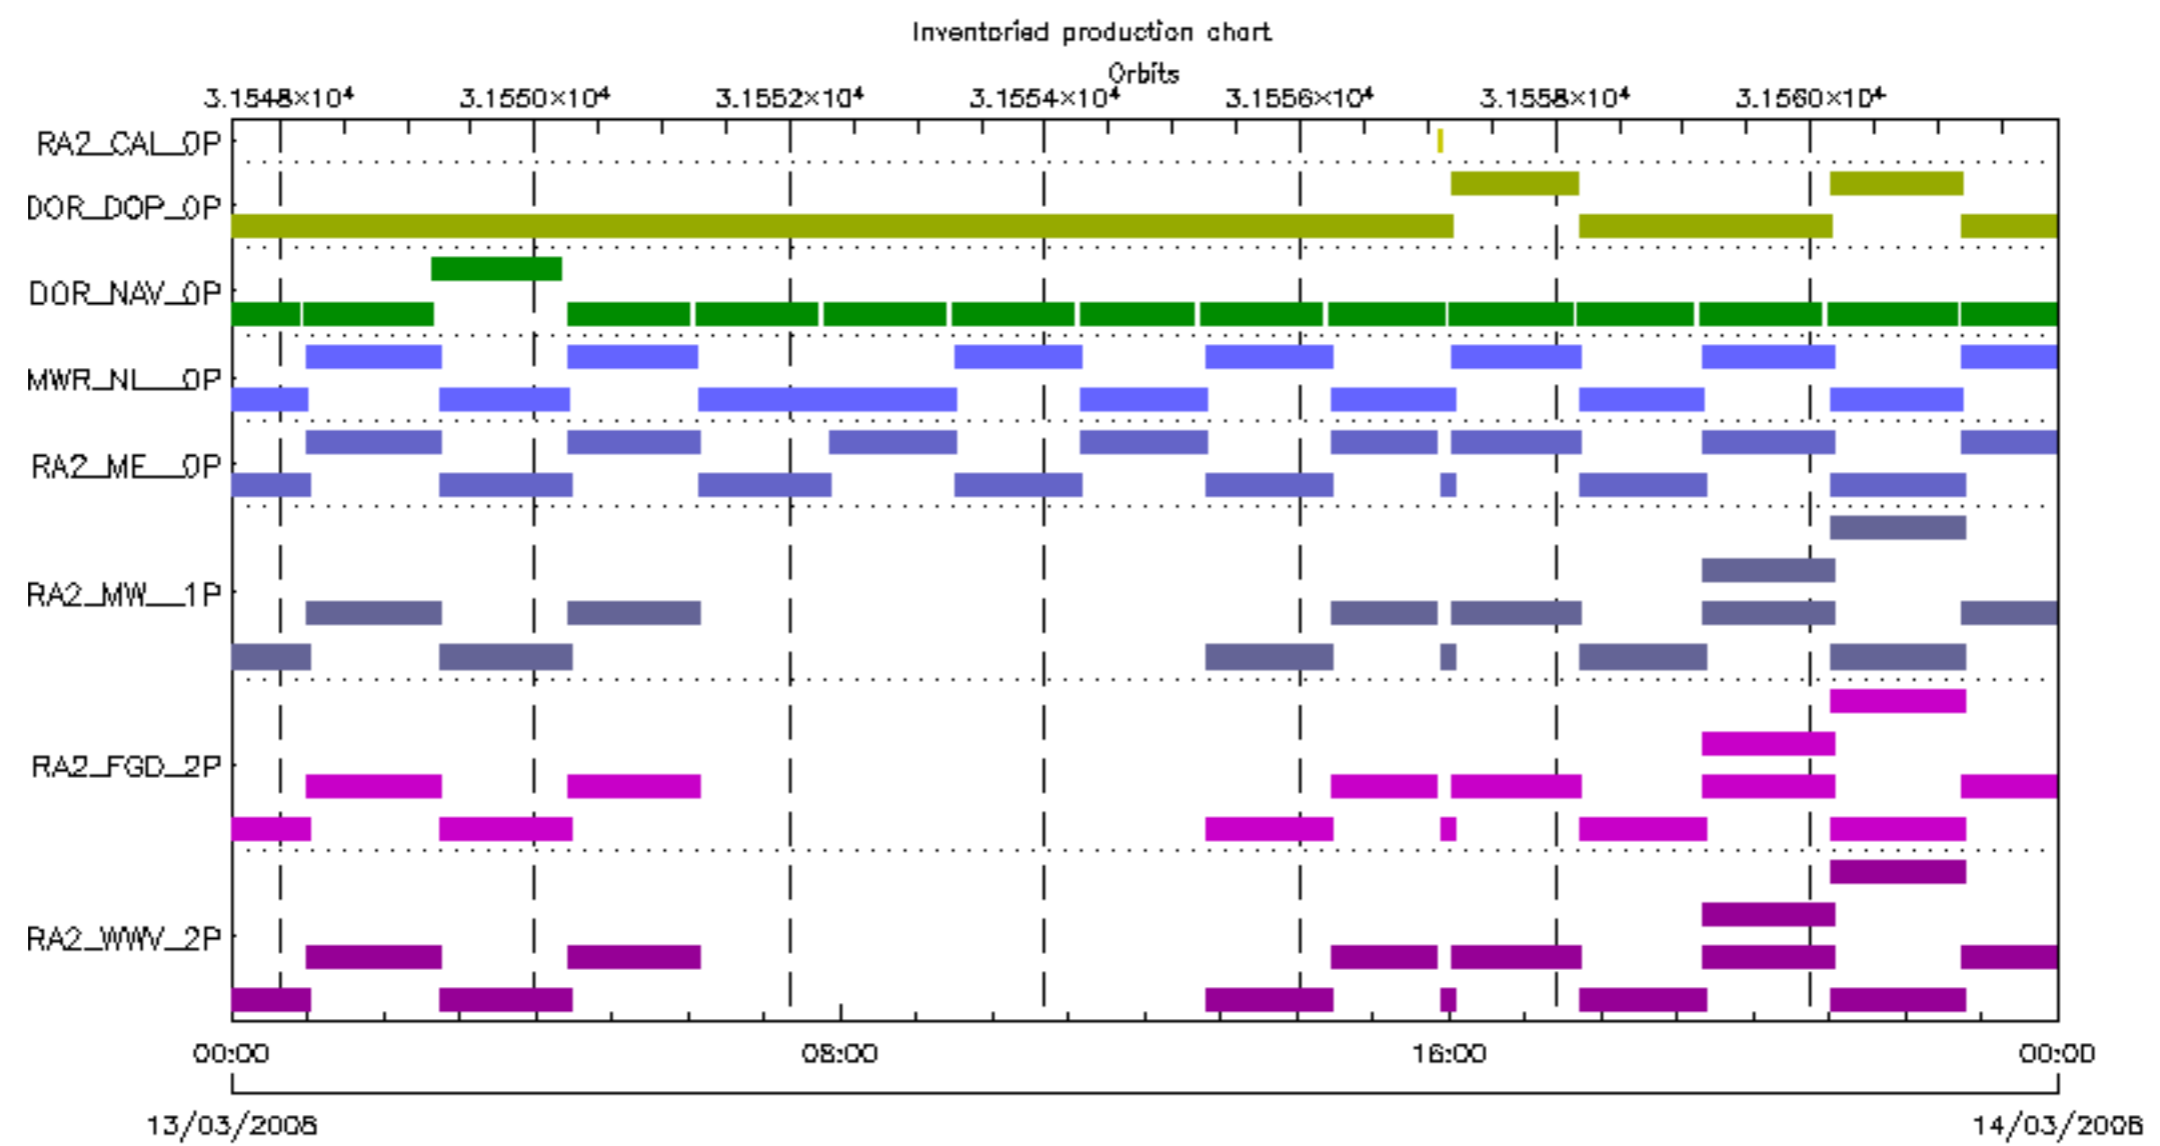 Inventoried production chart
Orbits
3.1548×10⁴ 3.1550×10⁴ 3.1552×10⁴ 3.1554×10⁴ 3.1556×10⁴ 3.1558×10⁴ 3.1560×10⁴
RA2_CAL_0P
DOR_DOP_0P
DOR_NAV_0P
MWR_NL__0P
RA2_ME__0P
RA2_MW__1P
RA2_FGD_2P
RA2_WWV_2P
00:00 08:00 16:00 00:00
13/03/2008 14/03/2008